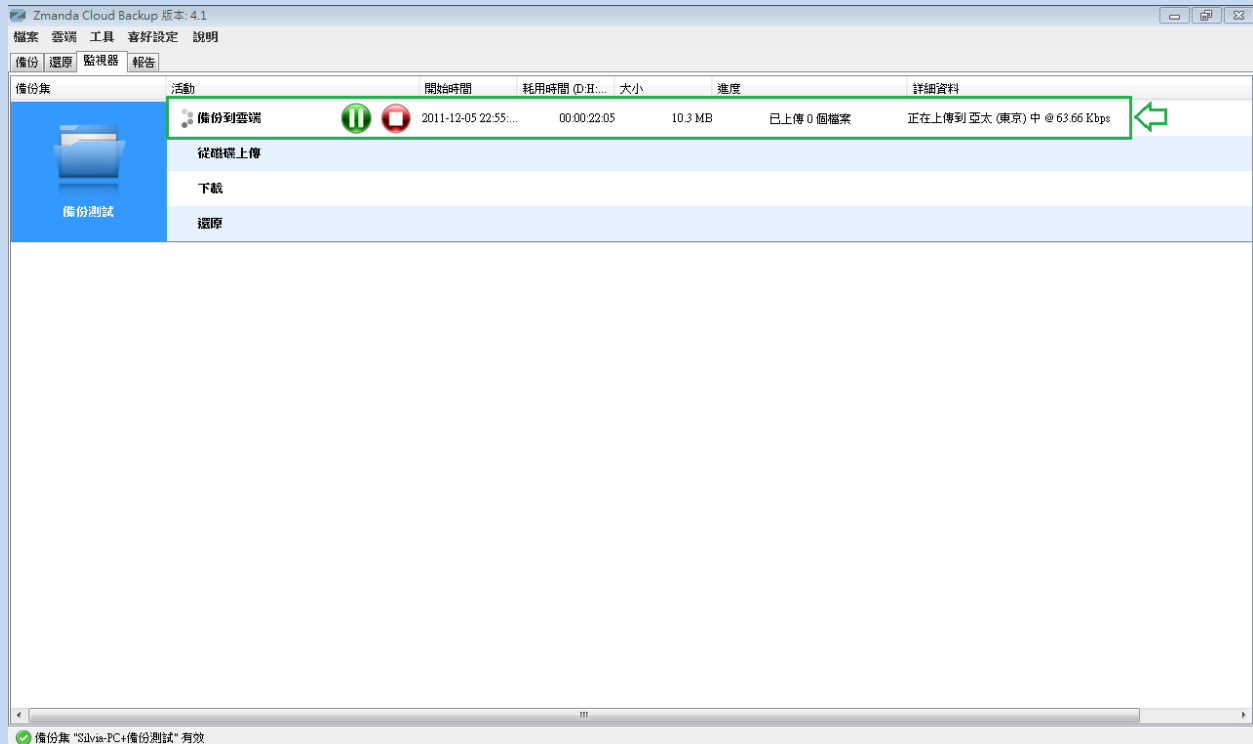 Zmanda Cloud Backup 版本: 4.1
檔案 雲端 工具 喜好設定 說明
備份 還原 監視器 報告
備份集 活動 開始時間 耗用時間 (D:H:... 大小 進度 詳細資料
備份到雲端 2011-12-05 22:55:... 00:00:22:05 10.3 MB 已上傳 0 個檔案 正在上傳到 亞太 (東京) 中 @ 63.66 Kbps
從磁碟上傳
下載
備份測試
還原
備份集 "Silvia-PC+備份測試" 有效